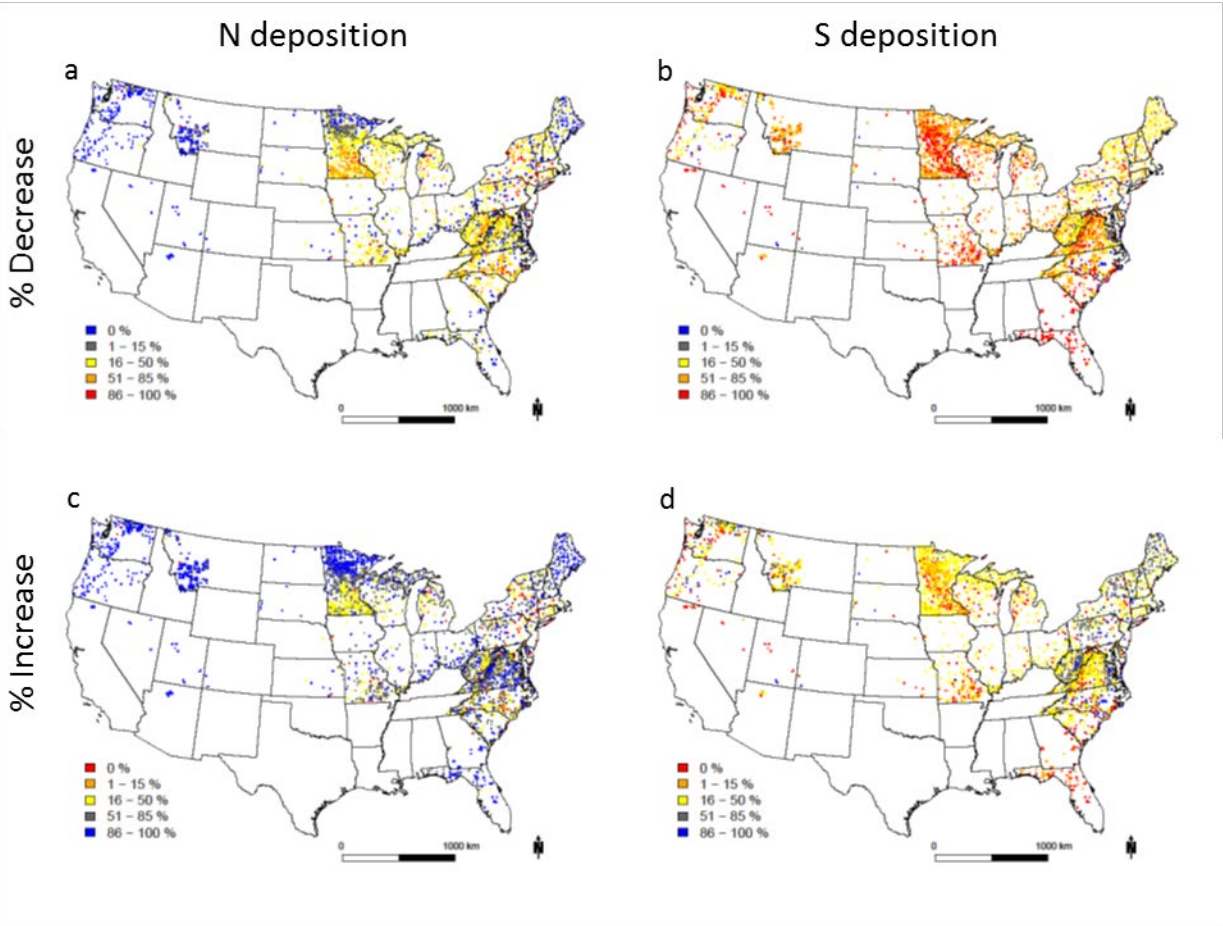 N deposition
S deposition
a
b
% Decrease
0 %
1 – 15 %
16 – 50 %
51 – 85 %
86 – 100 %
0
1000 km
N
0 %
1 – 15 %
16 – 50 %
51 – 85 %
86 – 100 %
0
1000 km
N
c
d
% Increase
0 %
1 – 15 %
16 – 50 %
51 – 85 %
86 – 100 %
0
1000 km
N
0 %
1 – 15 %
16 – 50 %
51 – 85 %
86 – 100 %
0
1000 km
N